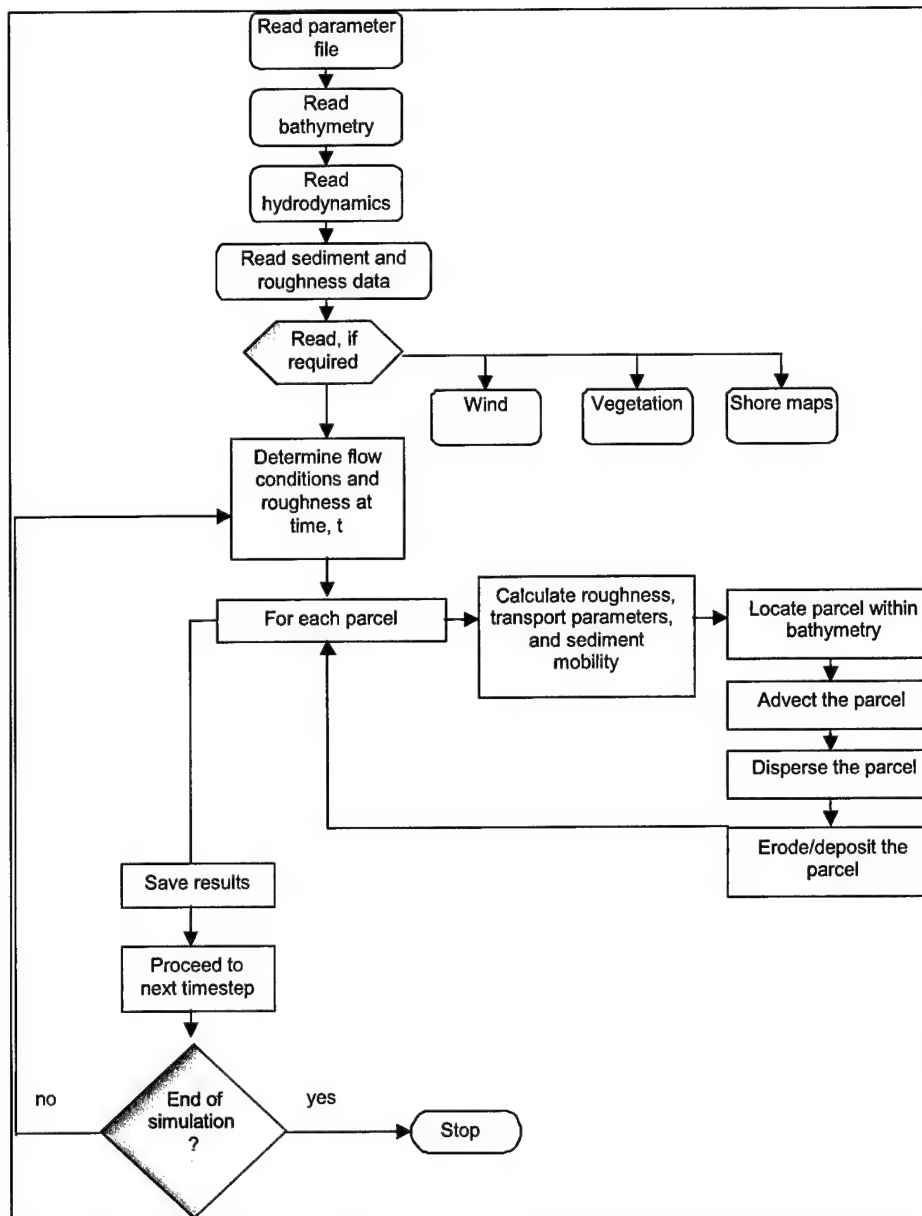 Read parameter
file
Read
bathymetry
Read
hydrodynamics
Read sediment and
roughness data
Read, if
required
Wind
Vegetation
Shore maps
Determine flow
conditions and
roughness at
time, t
For each parcel
Calculate roughness,
transport parameters,
and sediment
mobility
Locate parcel within
bathymetry
Advect the parcel
Disperse the parcel
Erode/deposit the
parcel
Save results
Proceed to
next timestep
no
End of
simulation
?
yes
Stop